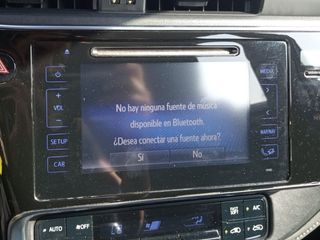 MEDIA
+
VOL
-
No hay ninguna fuente de música
disponible en Bluetooth.
¿Desea conectar una fuente ahora?
Sí
No
SETUP
CAR
MAP/NAV
AUTO
OFF
A/C